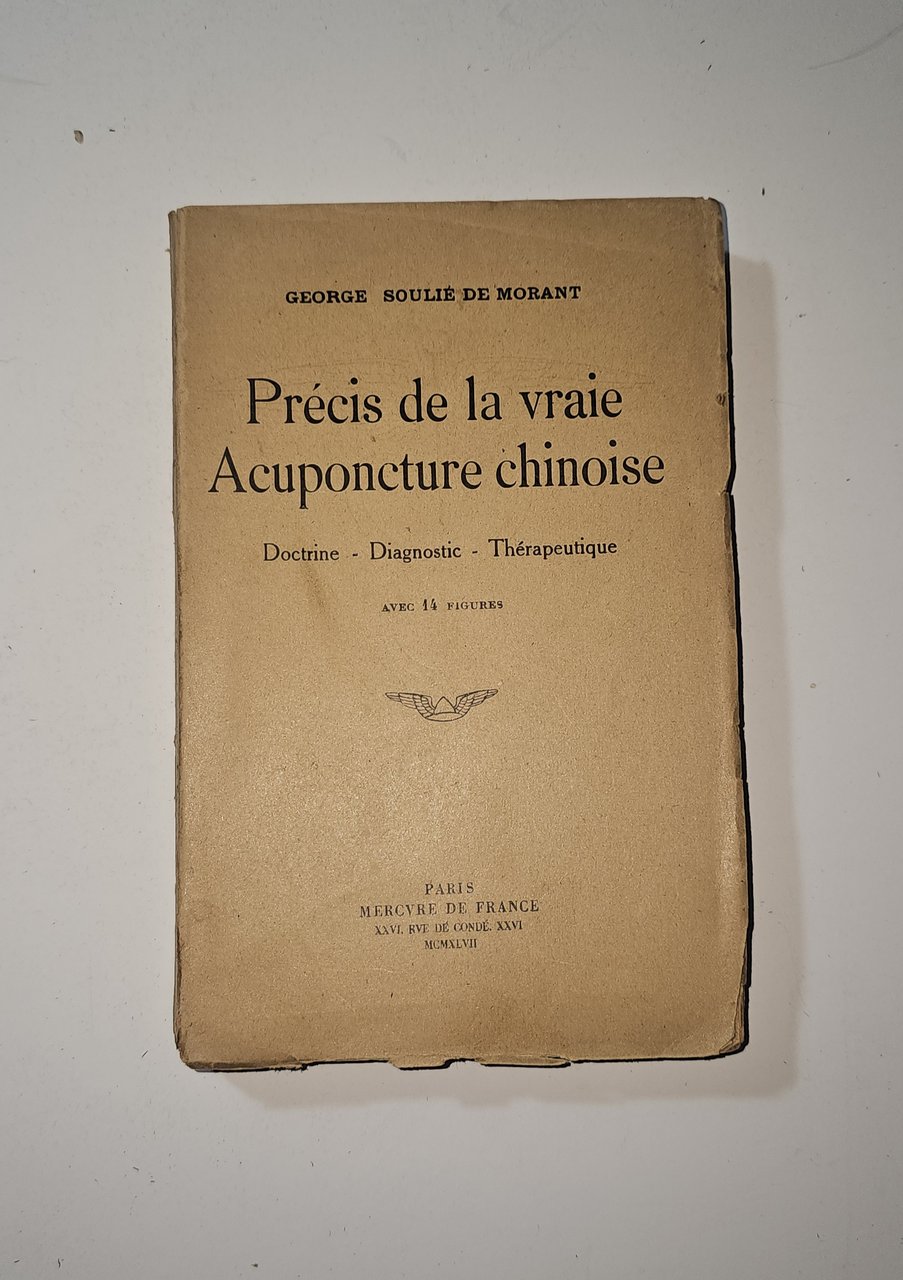 GEORGE SOULIÉ DE MORANT
Précis de la vraie
Acuponcture chinoise
Doctrine - Diagnostic - Thérapeutique
AVEC 14 FIGURES
PARIS
MERCVRE DE FRANCE
XXVI, RVE DE CONDÉ, XXVI
MCMXLVII